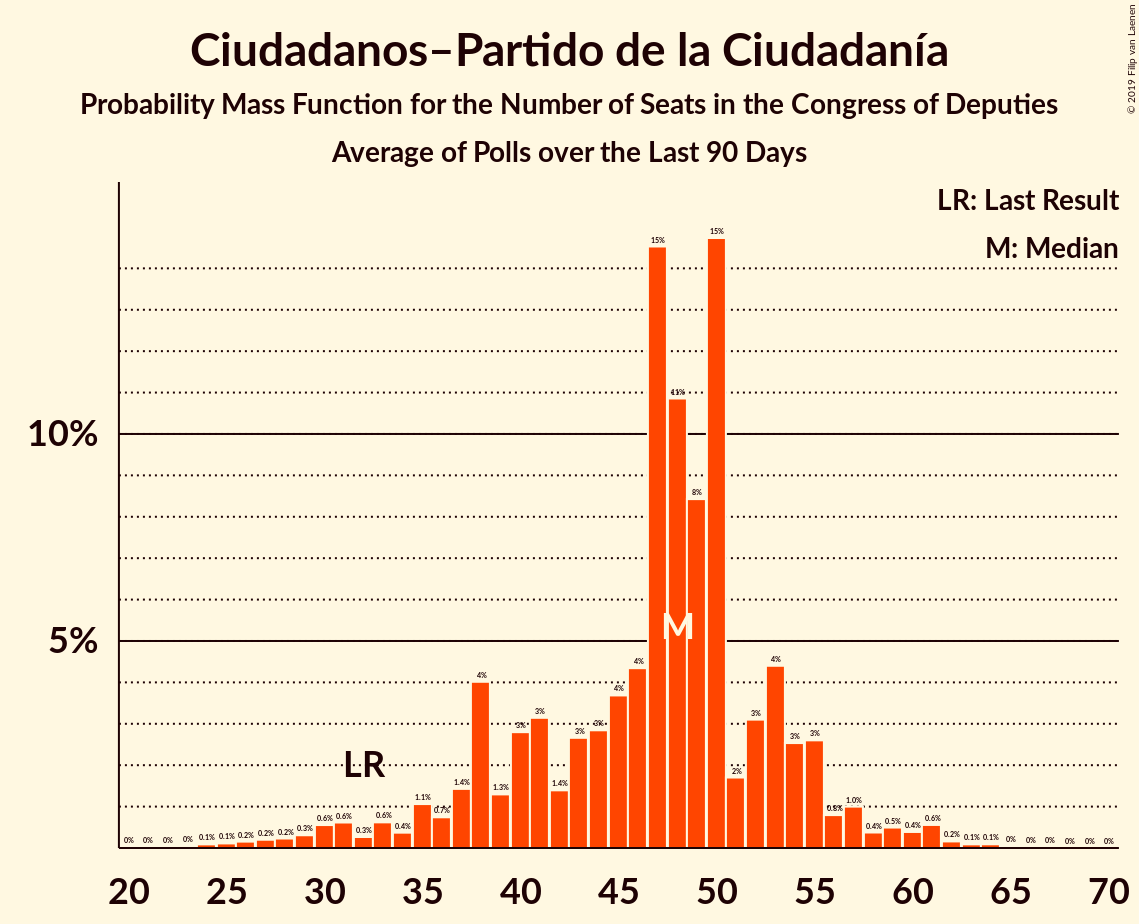 Ciudadanos–Partido de la Ciudadanía
Probability Mass Function for the Number of Seats in the Congress of Deputies
Average of Polls over the Last 90 Days
© 2019 Filip van Laenen
LR: Last Result
M: Median
10%
5%
LR
M
0% 0% 0% 0% 0.1% 0.1% 0.2% 0.2% 0.2% 0.3% 0.6% 0.6% 0.3% 0.6% 0.4% 1.1% 0.7% 1.4% 4% 1.3% 3% 3% 1.4% 3% 3% 4% 4% 15% 11% 8% 15% 2% 3% 4% 3% 3% 0.8% 1.0% 0.4% 0.5% 0.4% 0.6% 0.2% 0.1% 0.1% 0% 0% 0% 0% 0% 0%
20 25 30 35 40 45 50 55 60 65 70